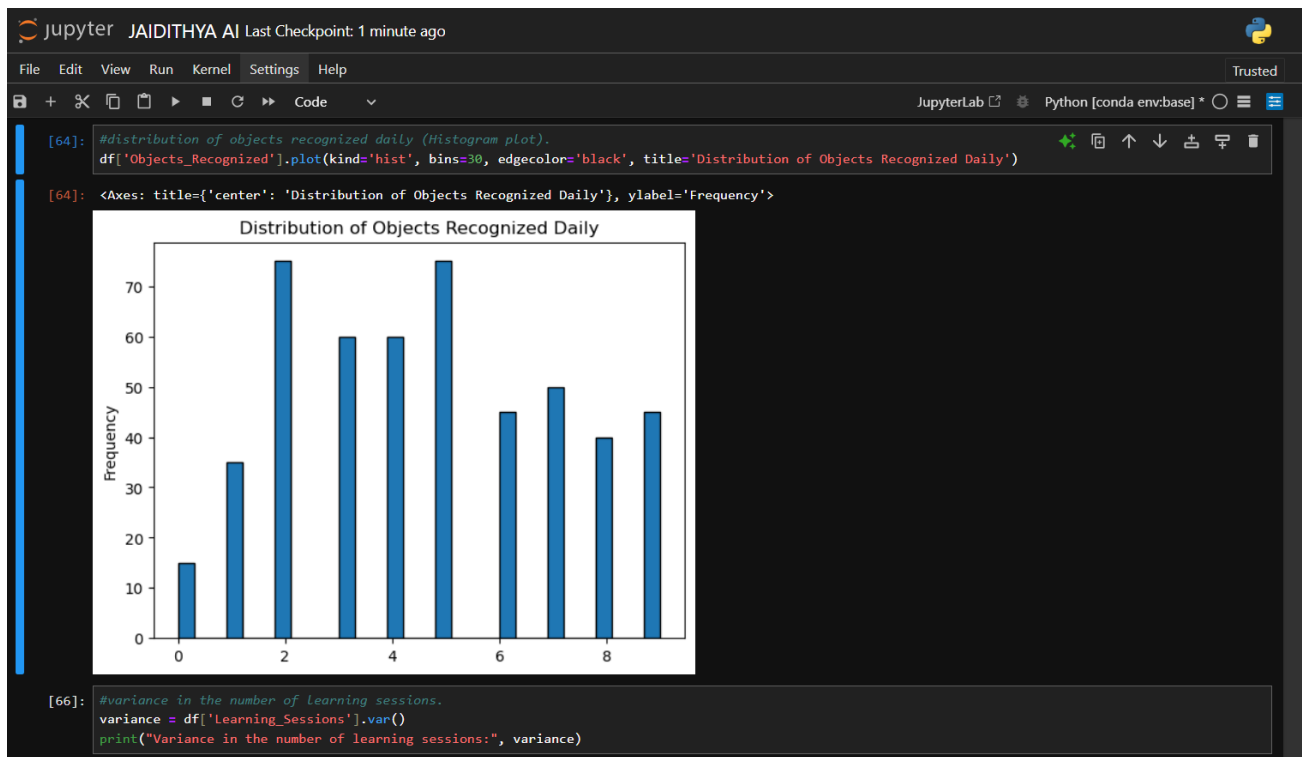 jupyter JAIDITHYA AI Last Checkpoint: 1 minute ago
File Edit View Run Kernel Settings Help Trusted
Code JupyterLab Python [conda env:base] *
[64]: #distribution of objects recognized daily (Histogram plot).
df['Objects_Recognized'].plot(kind='hist', bins=30, edgecolor='black', title='Distribution of Objects Recognized Daily')
[64]: <Axes: title={'center': 'Distribution of Objects Recognized Daily'}, ylabel='Frequency'>
Distribution of Objects Recognized Daily
Frequency
70
60
50
40
30
20
10
0
0 2 4 6 8
[66]: #variance in the number of learning sessions.
variance = df['Learning_Sessions'].var()
print("Variance in the number of learning sessions:", variance)